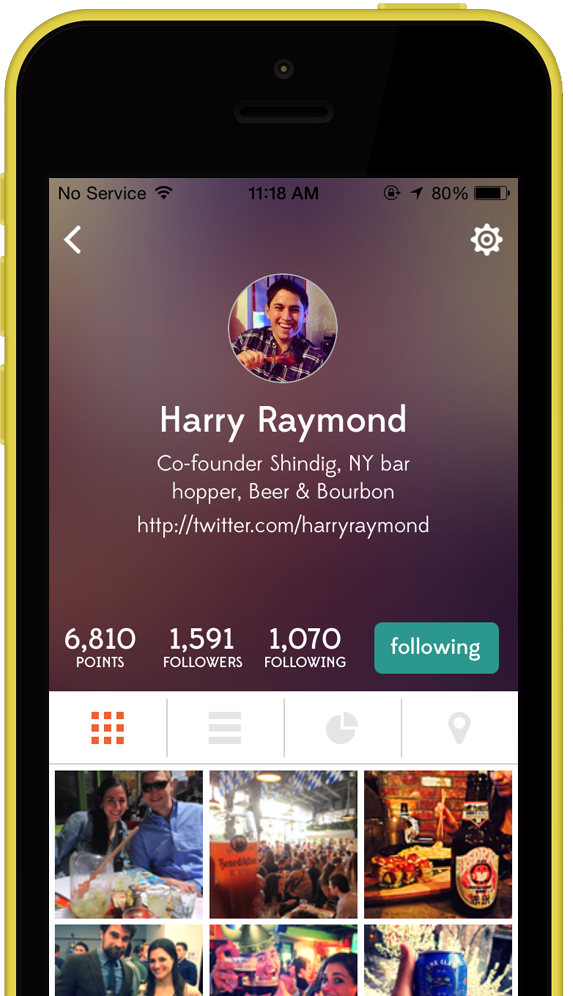 No Service 11:18 AM 80%
Harry Raymond
Co-founder Shindig, NY bar
hopper, Beer & Bourbon
http://twitter.com/harryraymond
6,810 1,591 1,070 following
POINTS FOLLOWERS FOLLOWING